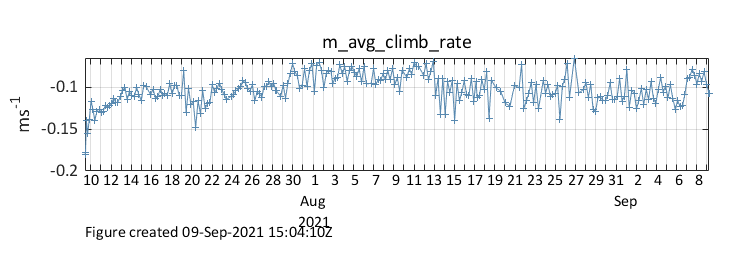 m_avg_climb_rate
ms-1
-0.1
-0.15
-0.2
10 12 14 16 18 20 22 24 26 28 30 1 3 5 7 9 11 13 15 17 19 21 23 25 27 29 31 2 4 6 8
Aug Sep
2021
Figure created 09-Sep-2021 15:04:10Z